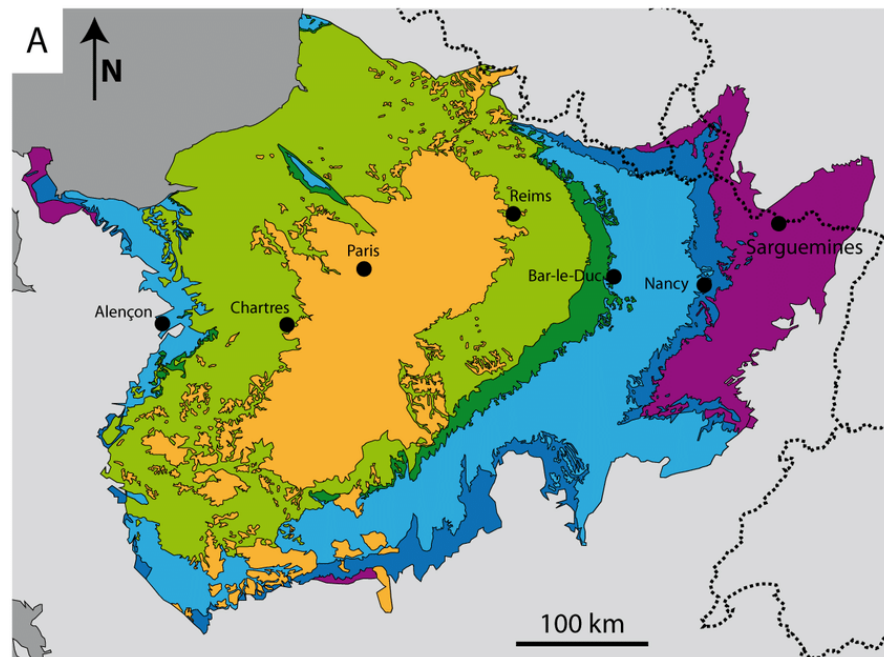 A
N
Reims
Paris
Sarguemines
Bar-le-Duc
Nancy
Alençon
Chartres
100 km